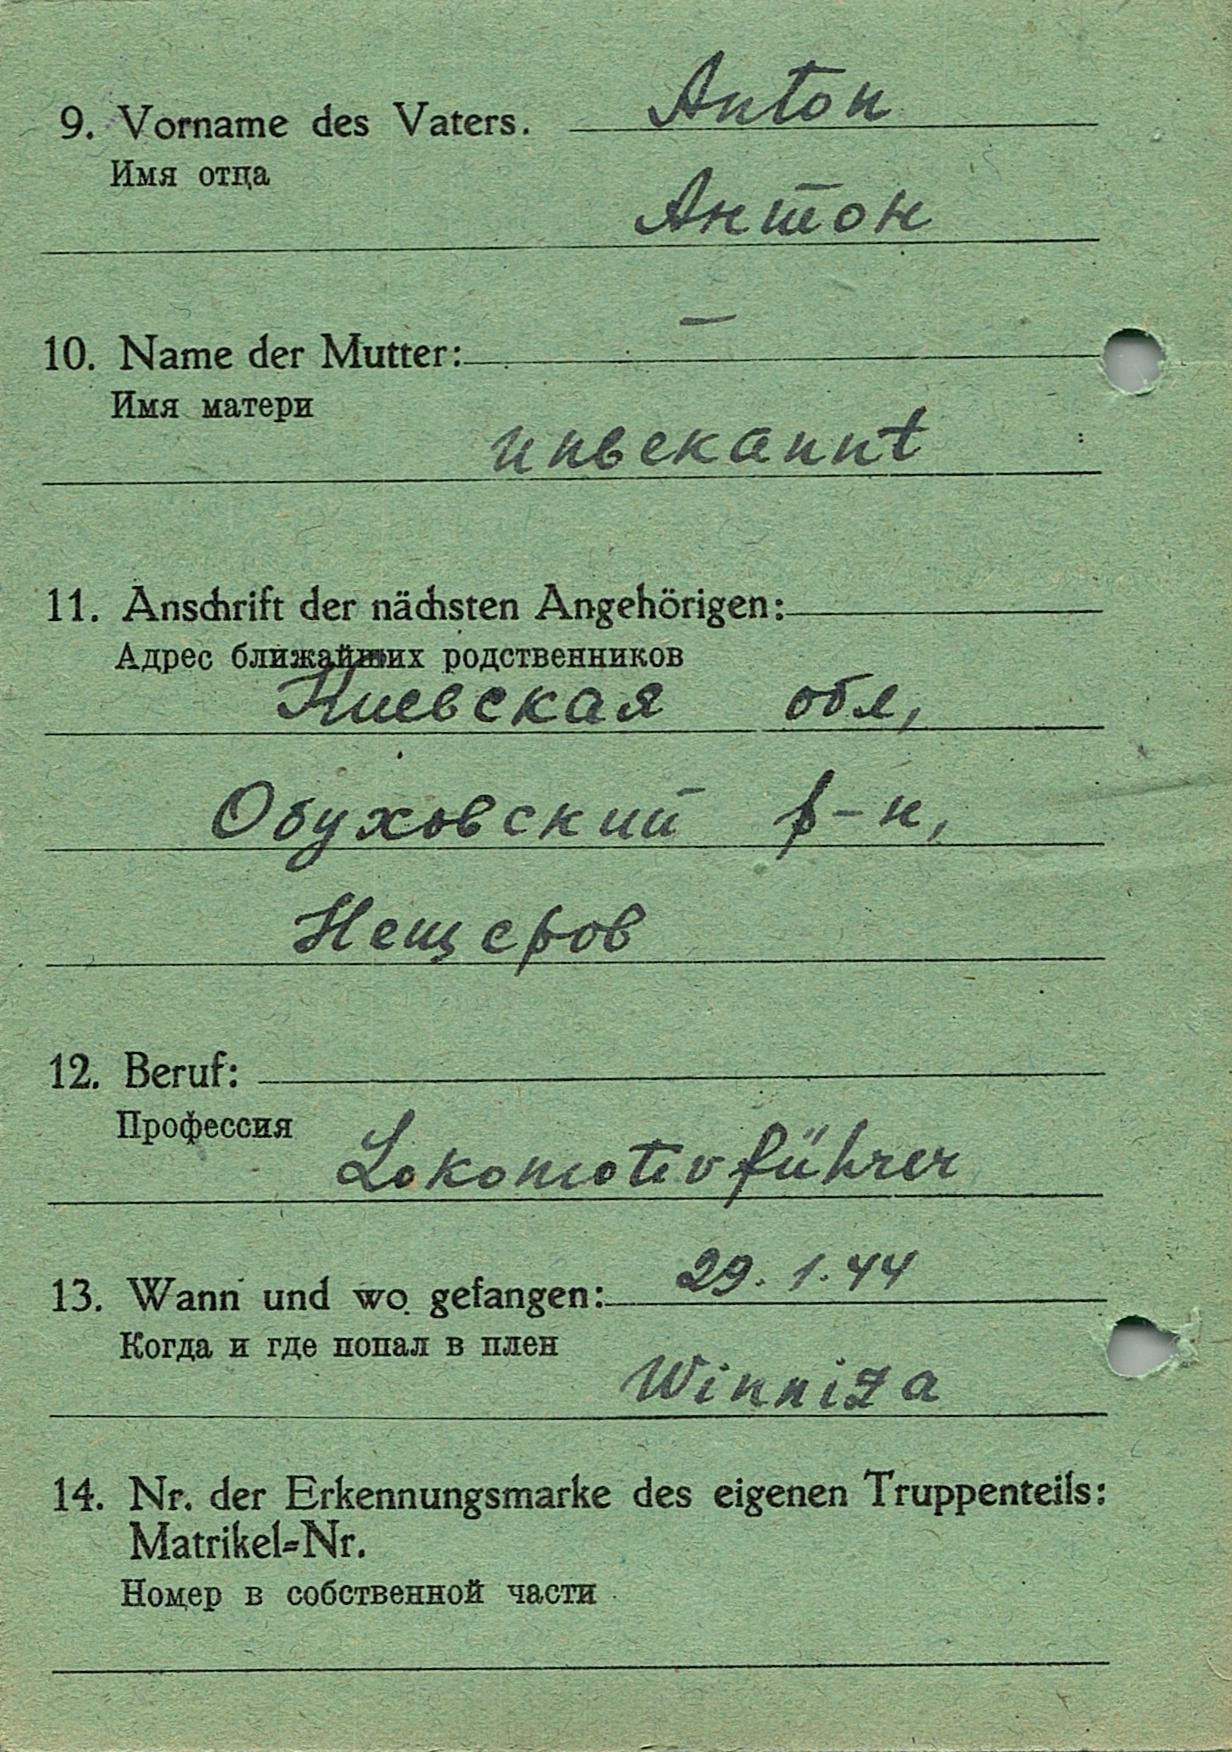 9. Vorname des Vaters. Anton
Имя отца
Антон
10. Name der Mutter: —
Имя матери
unbekannt
11. Anschrift der nächsten Angehörigen:
Адрес ближайших родственников
Киевская обл,
Обуховский р-н,
Нещеров
12. Beruf:
Профессия
Lokomotivführer
13. Wann und wo gefangen: 29.1.44
Когда и где попал в плен
Winniza
14. Nr. der Erkennungsmarke des eigenen Truppenteils:
Matrikel=Nr.
Номер в собственной части